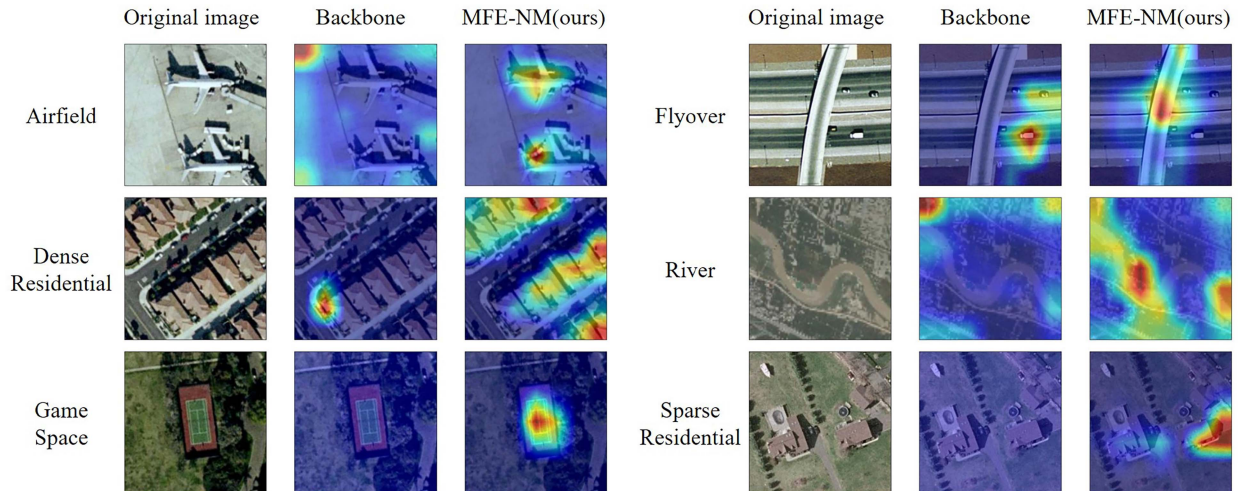 Original image Backbone MFE-NM(ours) Original image Backbone MFE-NM(ours)
Airfield Flyover
Dense
Residential River
Game
Space Sparse
Residential